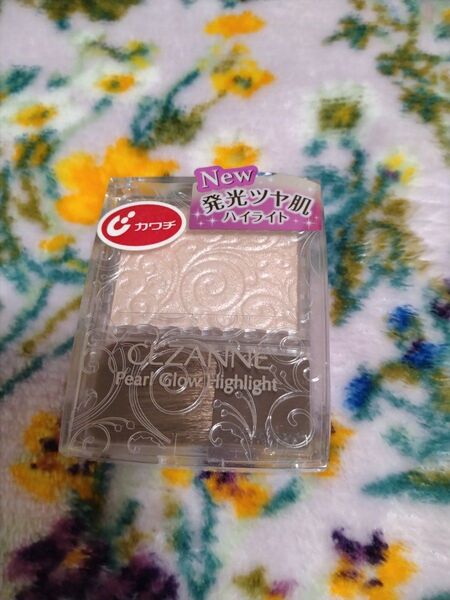 New
発光ツヤ肌
ハイライト
カワチ
CEZANNE
Pearl Glow Highlight